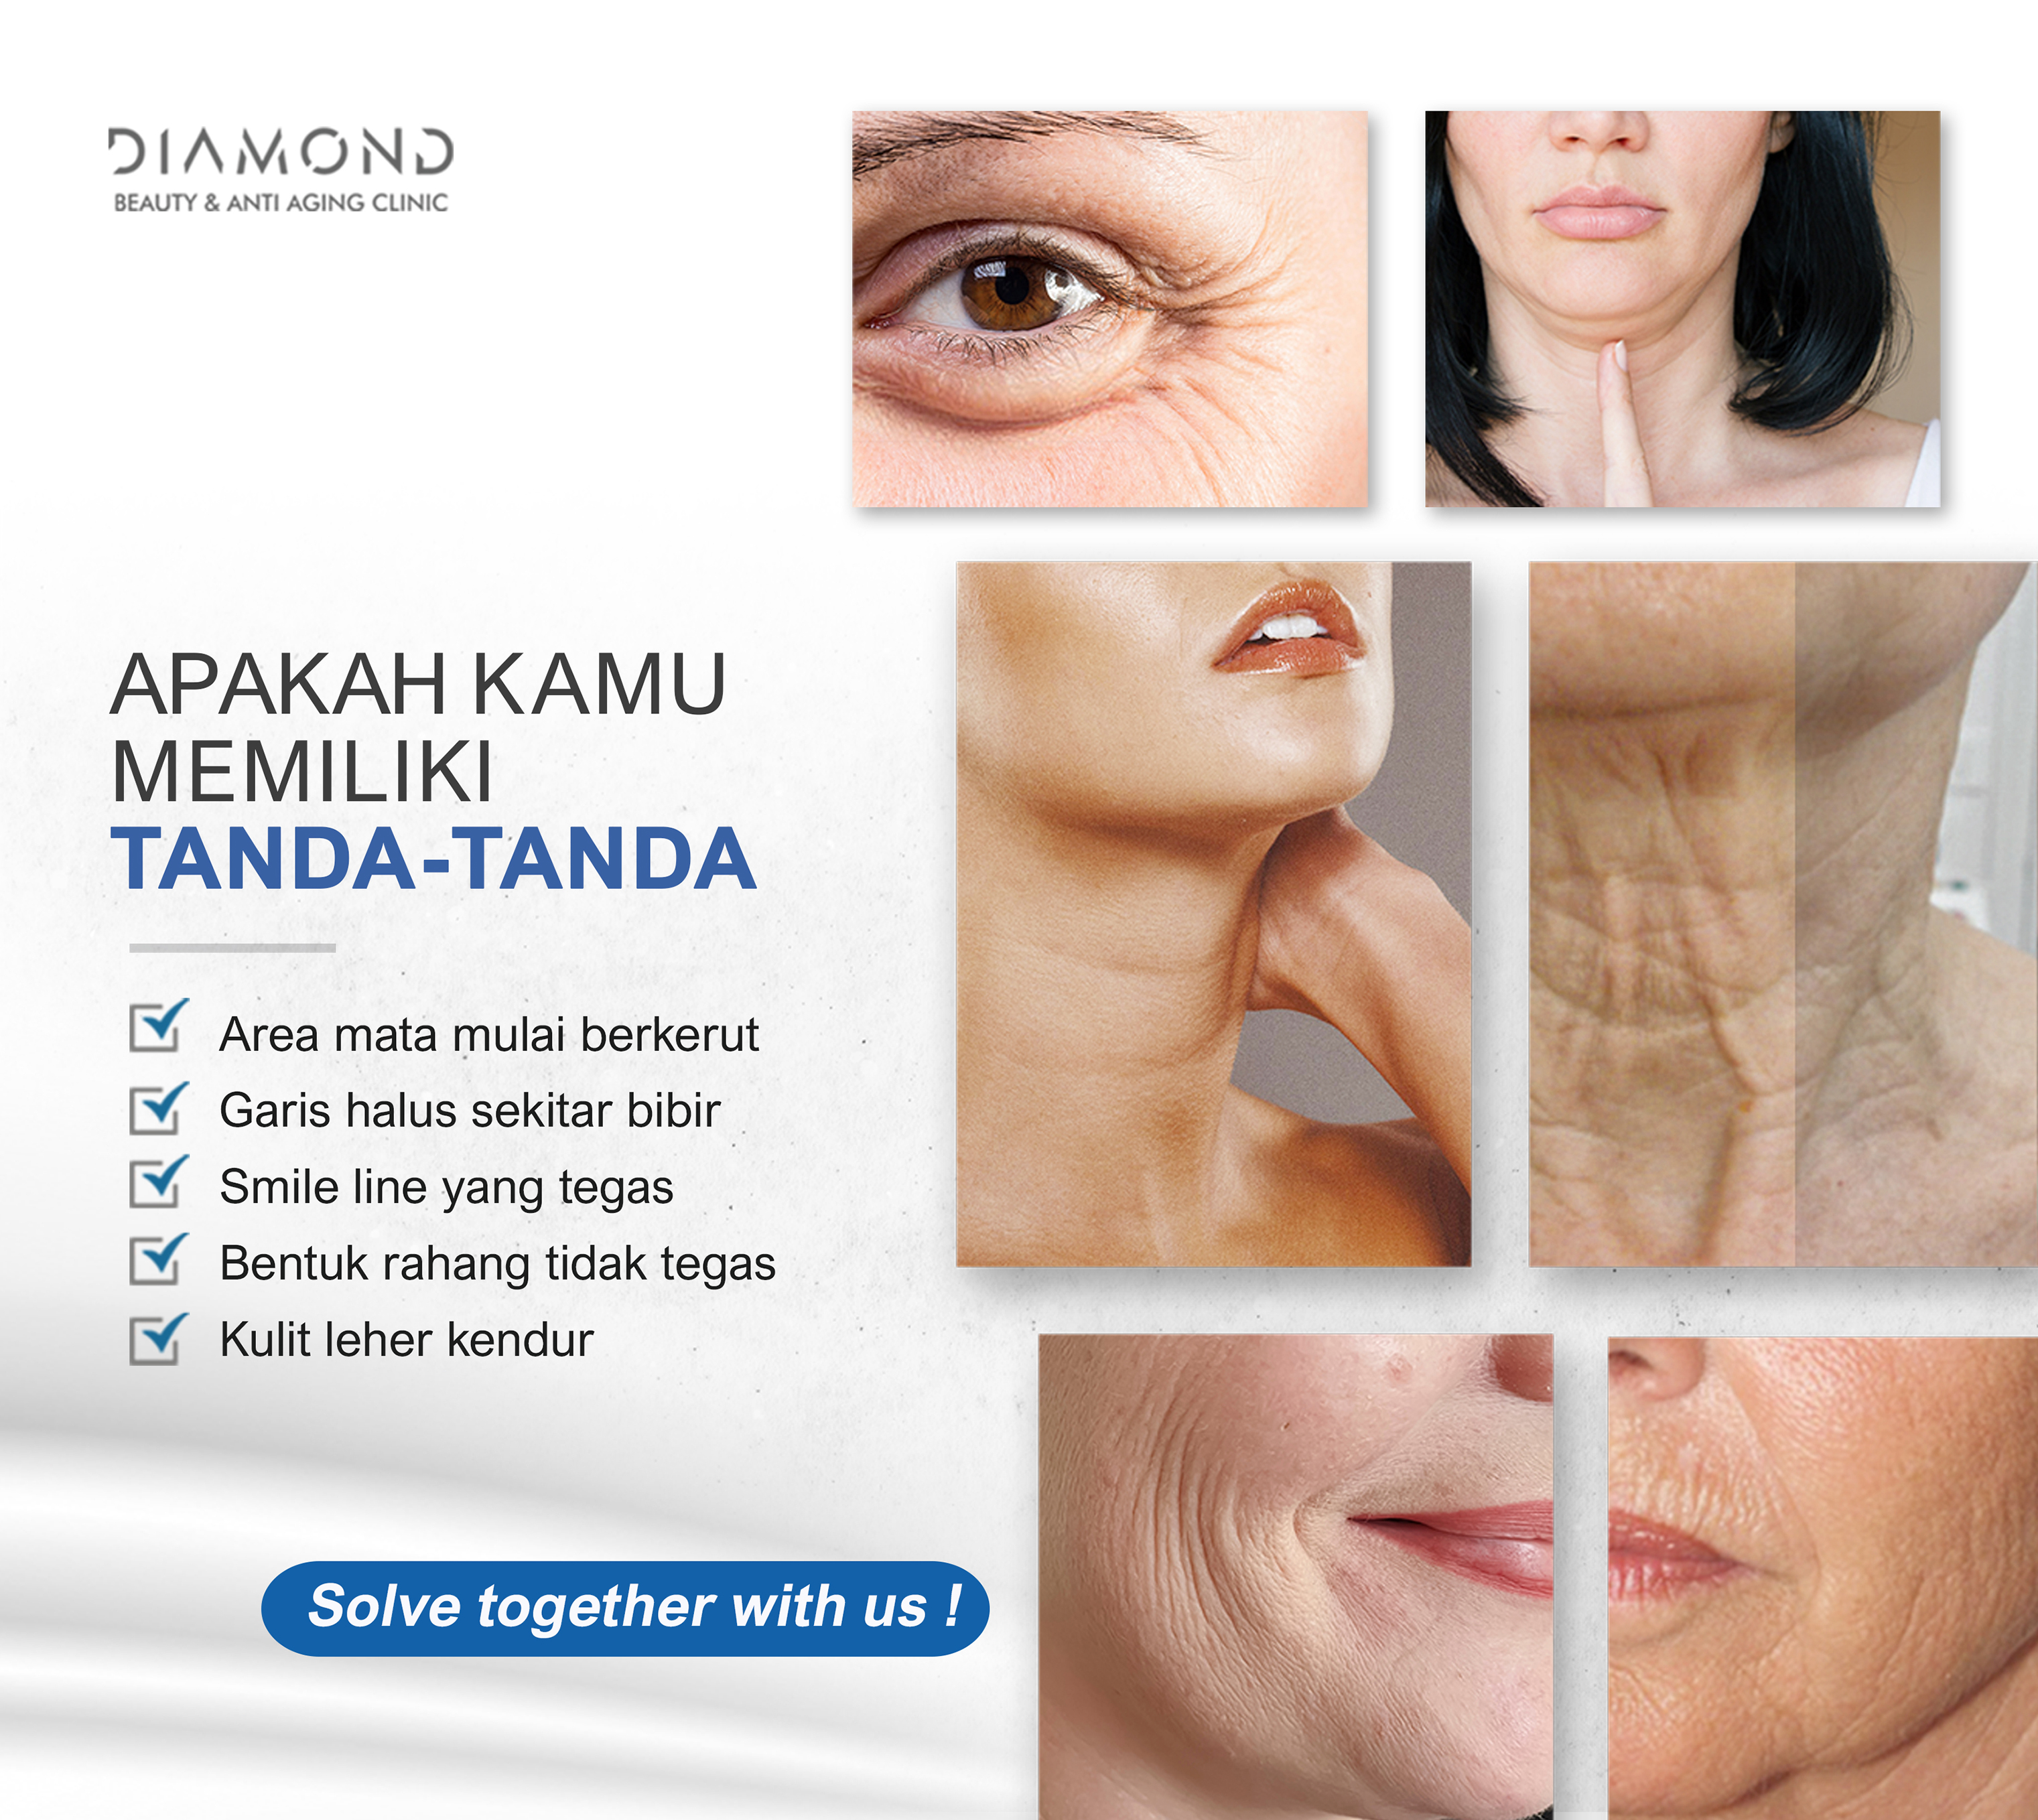 DIAMOND
BEAUTY & ANTI AGING CLINIC
APAKAH KAMU
MEMILIKI
TANDA-TANDA
Area mata mulai berkerut
Garis halus sekitar bibir
Smile line yang tegas
Bentuk rahang tidak tegas
Kulit leher kendur
Solve together with us !